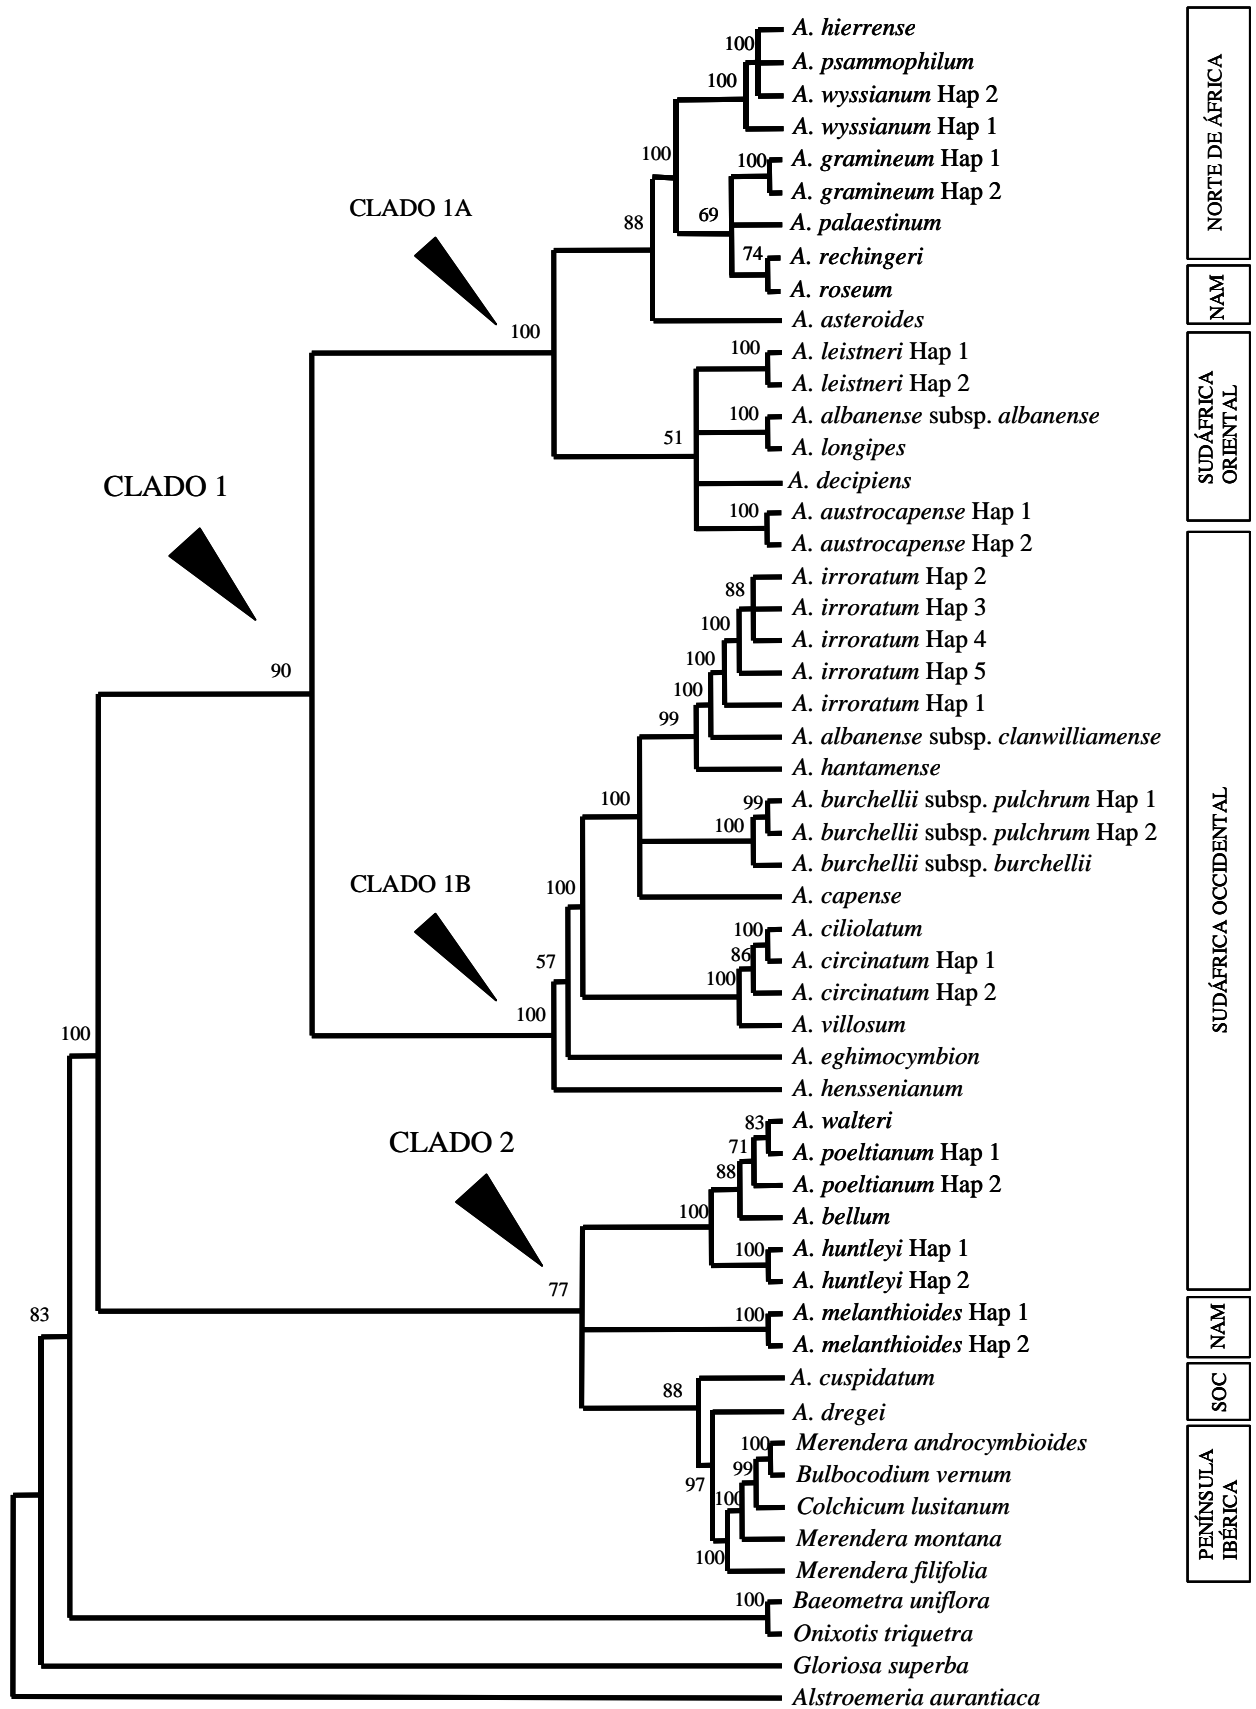 A. hierrense
100
A. psammophilum
100
A. wyssianum Hap 2
A. wyssianum Hap 1
100
100
A. gramineum Hap 1
A. gramineum Hap 2
CLADO 1A
88
69
A. palaestinum
74
A. rechingeri
A. roseum
A. asteroides
100
100
A. leistneri Hap 1
A. leistneri Hap 2
100
A. albanense subsp. albanense
51
A. longipes
A. decipiens
CLADO 1
100
A. austrocapense Hap 1
A. austrocapense Hap 2
88
A. irroratum Hap 2
A. irroratum Hap 3
100
A. irroratum Hap 4
100
A. irroratum Hap 5
90
100
A. irroratum Hap 1
99
A. albanense subsp. clanwilliamense
A. hantamense
100
99
A. burchellii subsp. pulchrum Hap 1
100
A. burchellii subsp. pulchrum Hap 2
A. burchellii subsp. burchellii
CLADO 1B
100
A. capense
100
A. ciliolatum
57
86
A. circinatum Hap 1
100
A. circinatum Hap 2
100
A. villosum
100
A. eghimocymbion
A. henssenianum
CLADO 2
83
A. walteri
71
A. poeltianum Hap 1
88
A. poeltianum Hap 2
100
A. bellum
100
A. huntleyi Hap 1
77
A. huntleyi Hap 2
83
100
A. melanthioides Hap 1
A. melanthioides Hap 2
88
A. cuspidatum
A. dregei
100
Merendera androcymbioides
99
Bulbocodium vernum
97
100
Colchicum lusitanum
Merendera montana
100
Merendera filifolia
100
Baeometra uniflora
Onixotis triquetra
Gloriosa superba
Alstroemeria aurantiaca
NORTE DE ÁFRICA
NAM
SUDÁFRICA
ORIENTAL
SUDÁFRICA OCCIDENTAL
NAM
SOC
PENÍNSULA
IBÉRICA